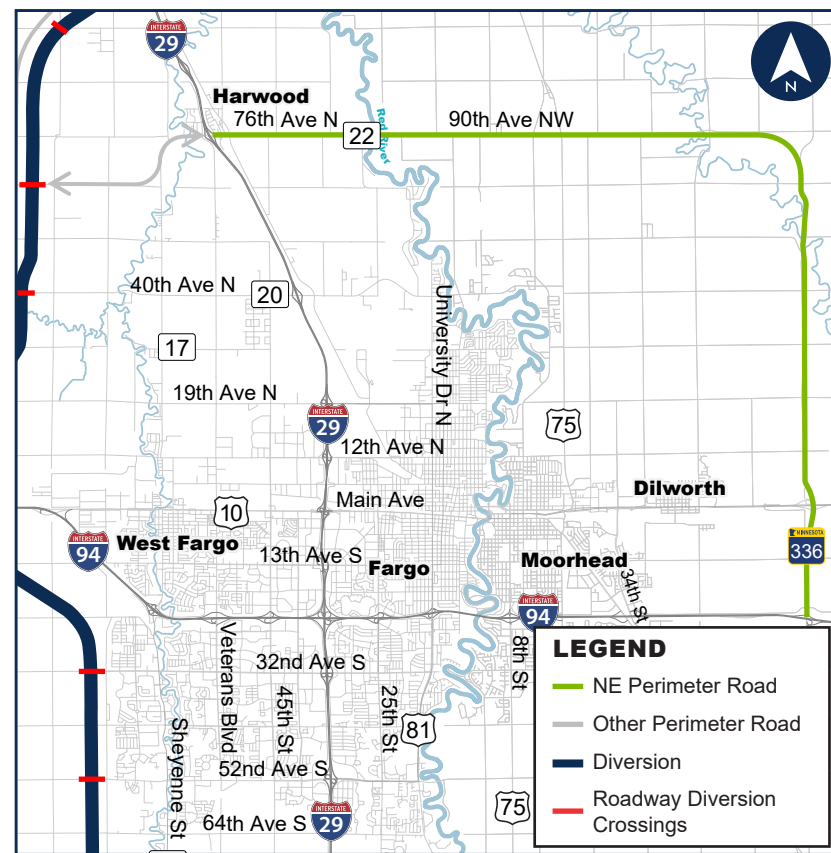 INTERSTATE
29
N
Harwood
76th Ave N
22
90th Ave NW
Red River
40th Ave N
20
University Dr N
17
19th Ave N
INTERSTATE
29
75
12th Ave N
Dilworth
10
Main Ave
INTERSTATE
94
West Fargo
13th Ave S
Fargo
Moorhead
MINNESOTA
336
34th St
INTERSTATE
94
8th St
Veterans Blvd
32nd Ave S
45th St
25th St
81
Sheyenne St
52nd Ave S
75
64th Ave S
INTERSTATE
29
LEGEND
NE Perimeter Road
Other Perimeter Road
Diversion
Roadway Diversion
Crossings